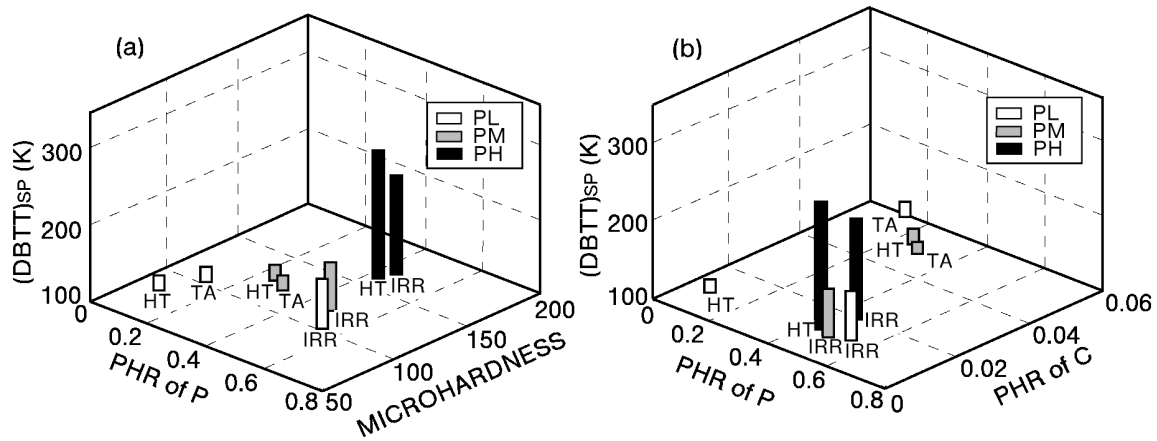 (a)
PL
PM
PH
(DBTT)SP (K)
300
200
100
0
0.2
0.4
0.6
0.8
50
100
150
200
HT
TA
HT
TA
IRR
IRR
HT
IRR
PHR of P
MICROHARDNESS
(b)
PL
PM
PH
(DBTT)SP (K)
300
200
100
0
0.2
0.4
0.6
0.8
0
0.02
0.04
0.06
HT
TA
HT
TA
HT
IRR
IRR
IRR
PHR of P
PHR of C